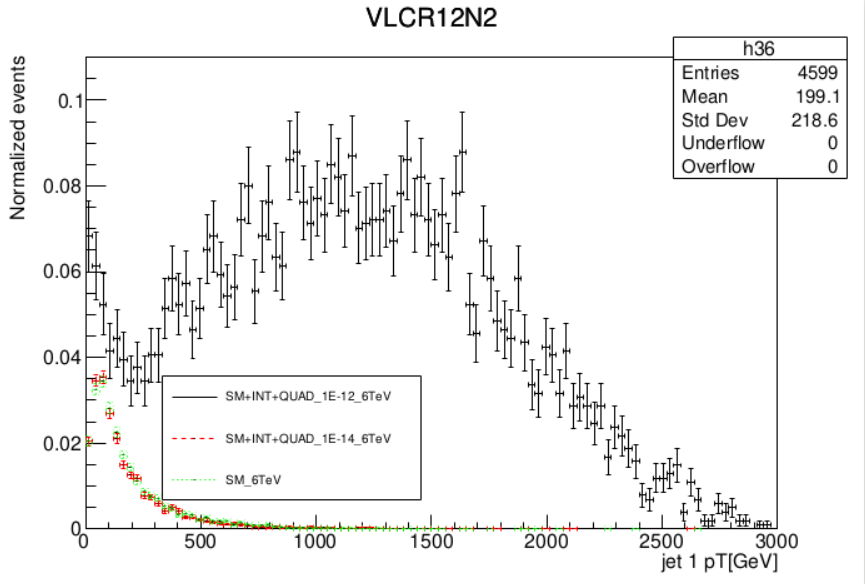 VLCR12N2
h36
Entries 4599
Mean 199.1
Std Dev 218.6
Underflow 0
Overflow 0
Normalized events
0.1
0.08
0.06
0.04
0.02
0
SM+INT+QUAD_1E-12_6TeV
SM+INT+QUAD_1E-14_6TeV
SM_6TeV
0 500 1000 1500 2000 2500 3000
jet 1 pT[GeV]